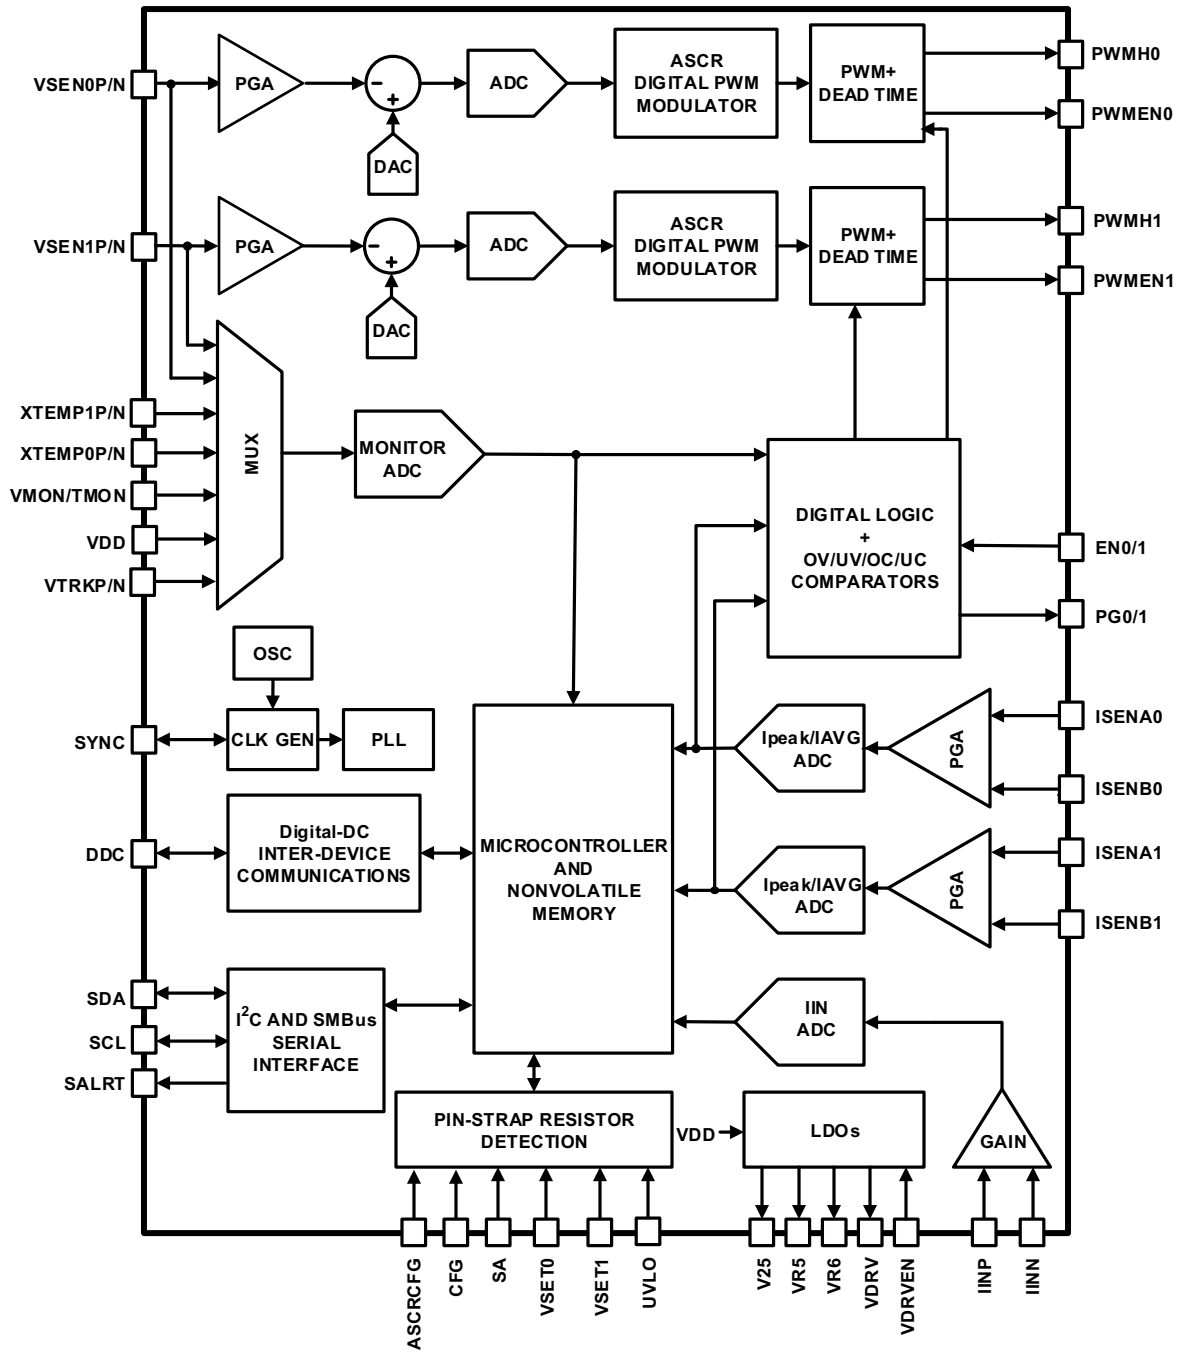 VSEN0P/N
PGA
−
+
DAC
ADC
ASCR
DIGITAL PWM
MODULATOR
PWM+
DEAD TIME
PWMH0
PWMEN0
VSEN1P/N
PGA
−
+
DAC
ADC
ASCR
DIGITAL PWM
MODULATOR
PWM+
DEAD TIME
PWMH1
PWMEN1
XTEMP1P/N
XTEMP0P/N
VMON/TMON
VDD
VTRKP/N
MUX
MONITOR
ADC
DIGITAL LOGIC
+
OV/UV/OC/UC
COMPARATORS
EN0/1
PG0/1
OSC
SYNC
CLK GEN
PLL
DDC
Digital-DC
INTER-DEVICE
COMMUNICATIONS
MICROCONTROLLER
AND
NONVOLATILE
MEMORY
Ipeak/IAVG
ADC
PGA
ISENA0
ISENB0
Ipeak/IAVG
ADC
PGA
ISENA1
ISENB1
SDA
SCL
SALRT
I²C AND SMBus
SERIAL
INTERFACE
IIN
ADC
PIN-STRAP RESISTOR
DETECTION
VDD
LDOs
GAIN
ASCRCFG
CFG
SA
VSET0
VSET1
UVLO
V25
VR5
VR6
VDRV
VDRVEN
IINP
IINN